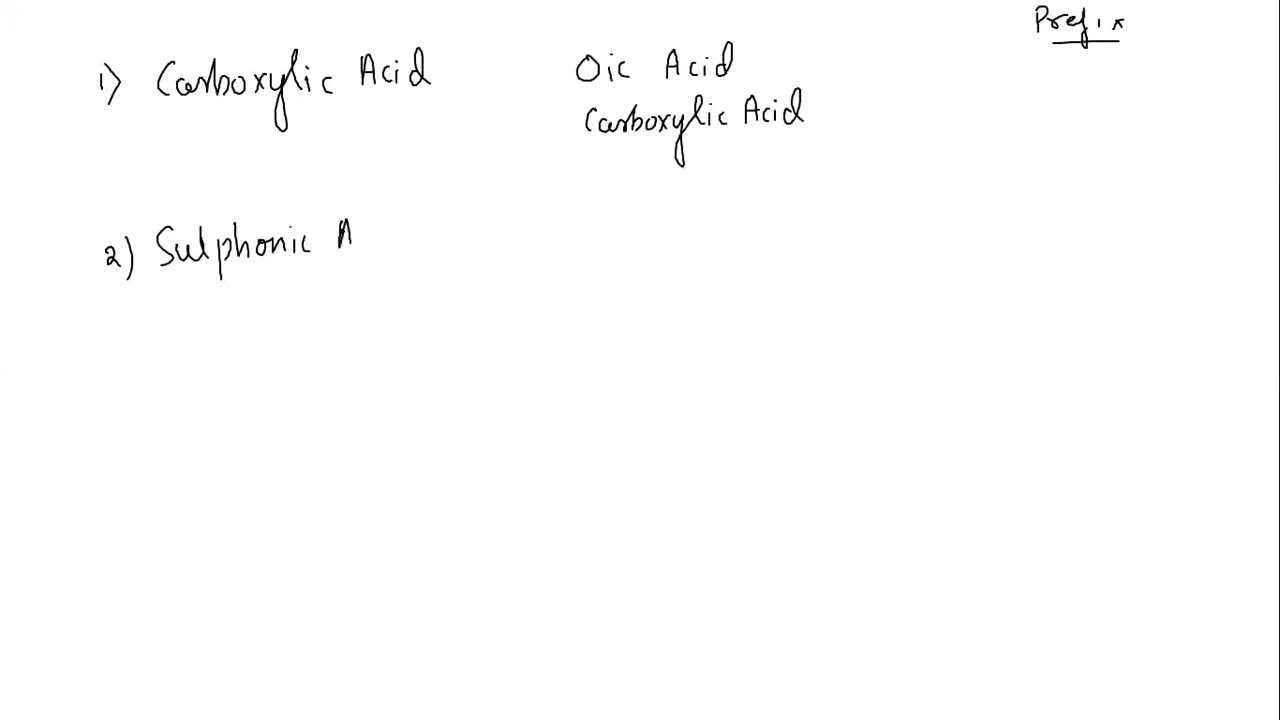 Prefix
1) Carboxylic Acid Oic Acid
Carboxylic Acid
2) Sulphonic A